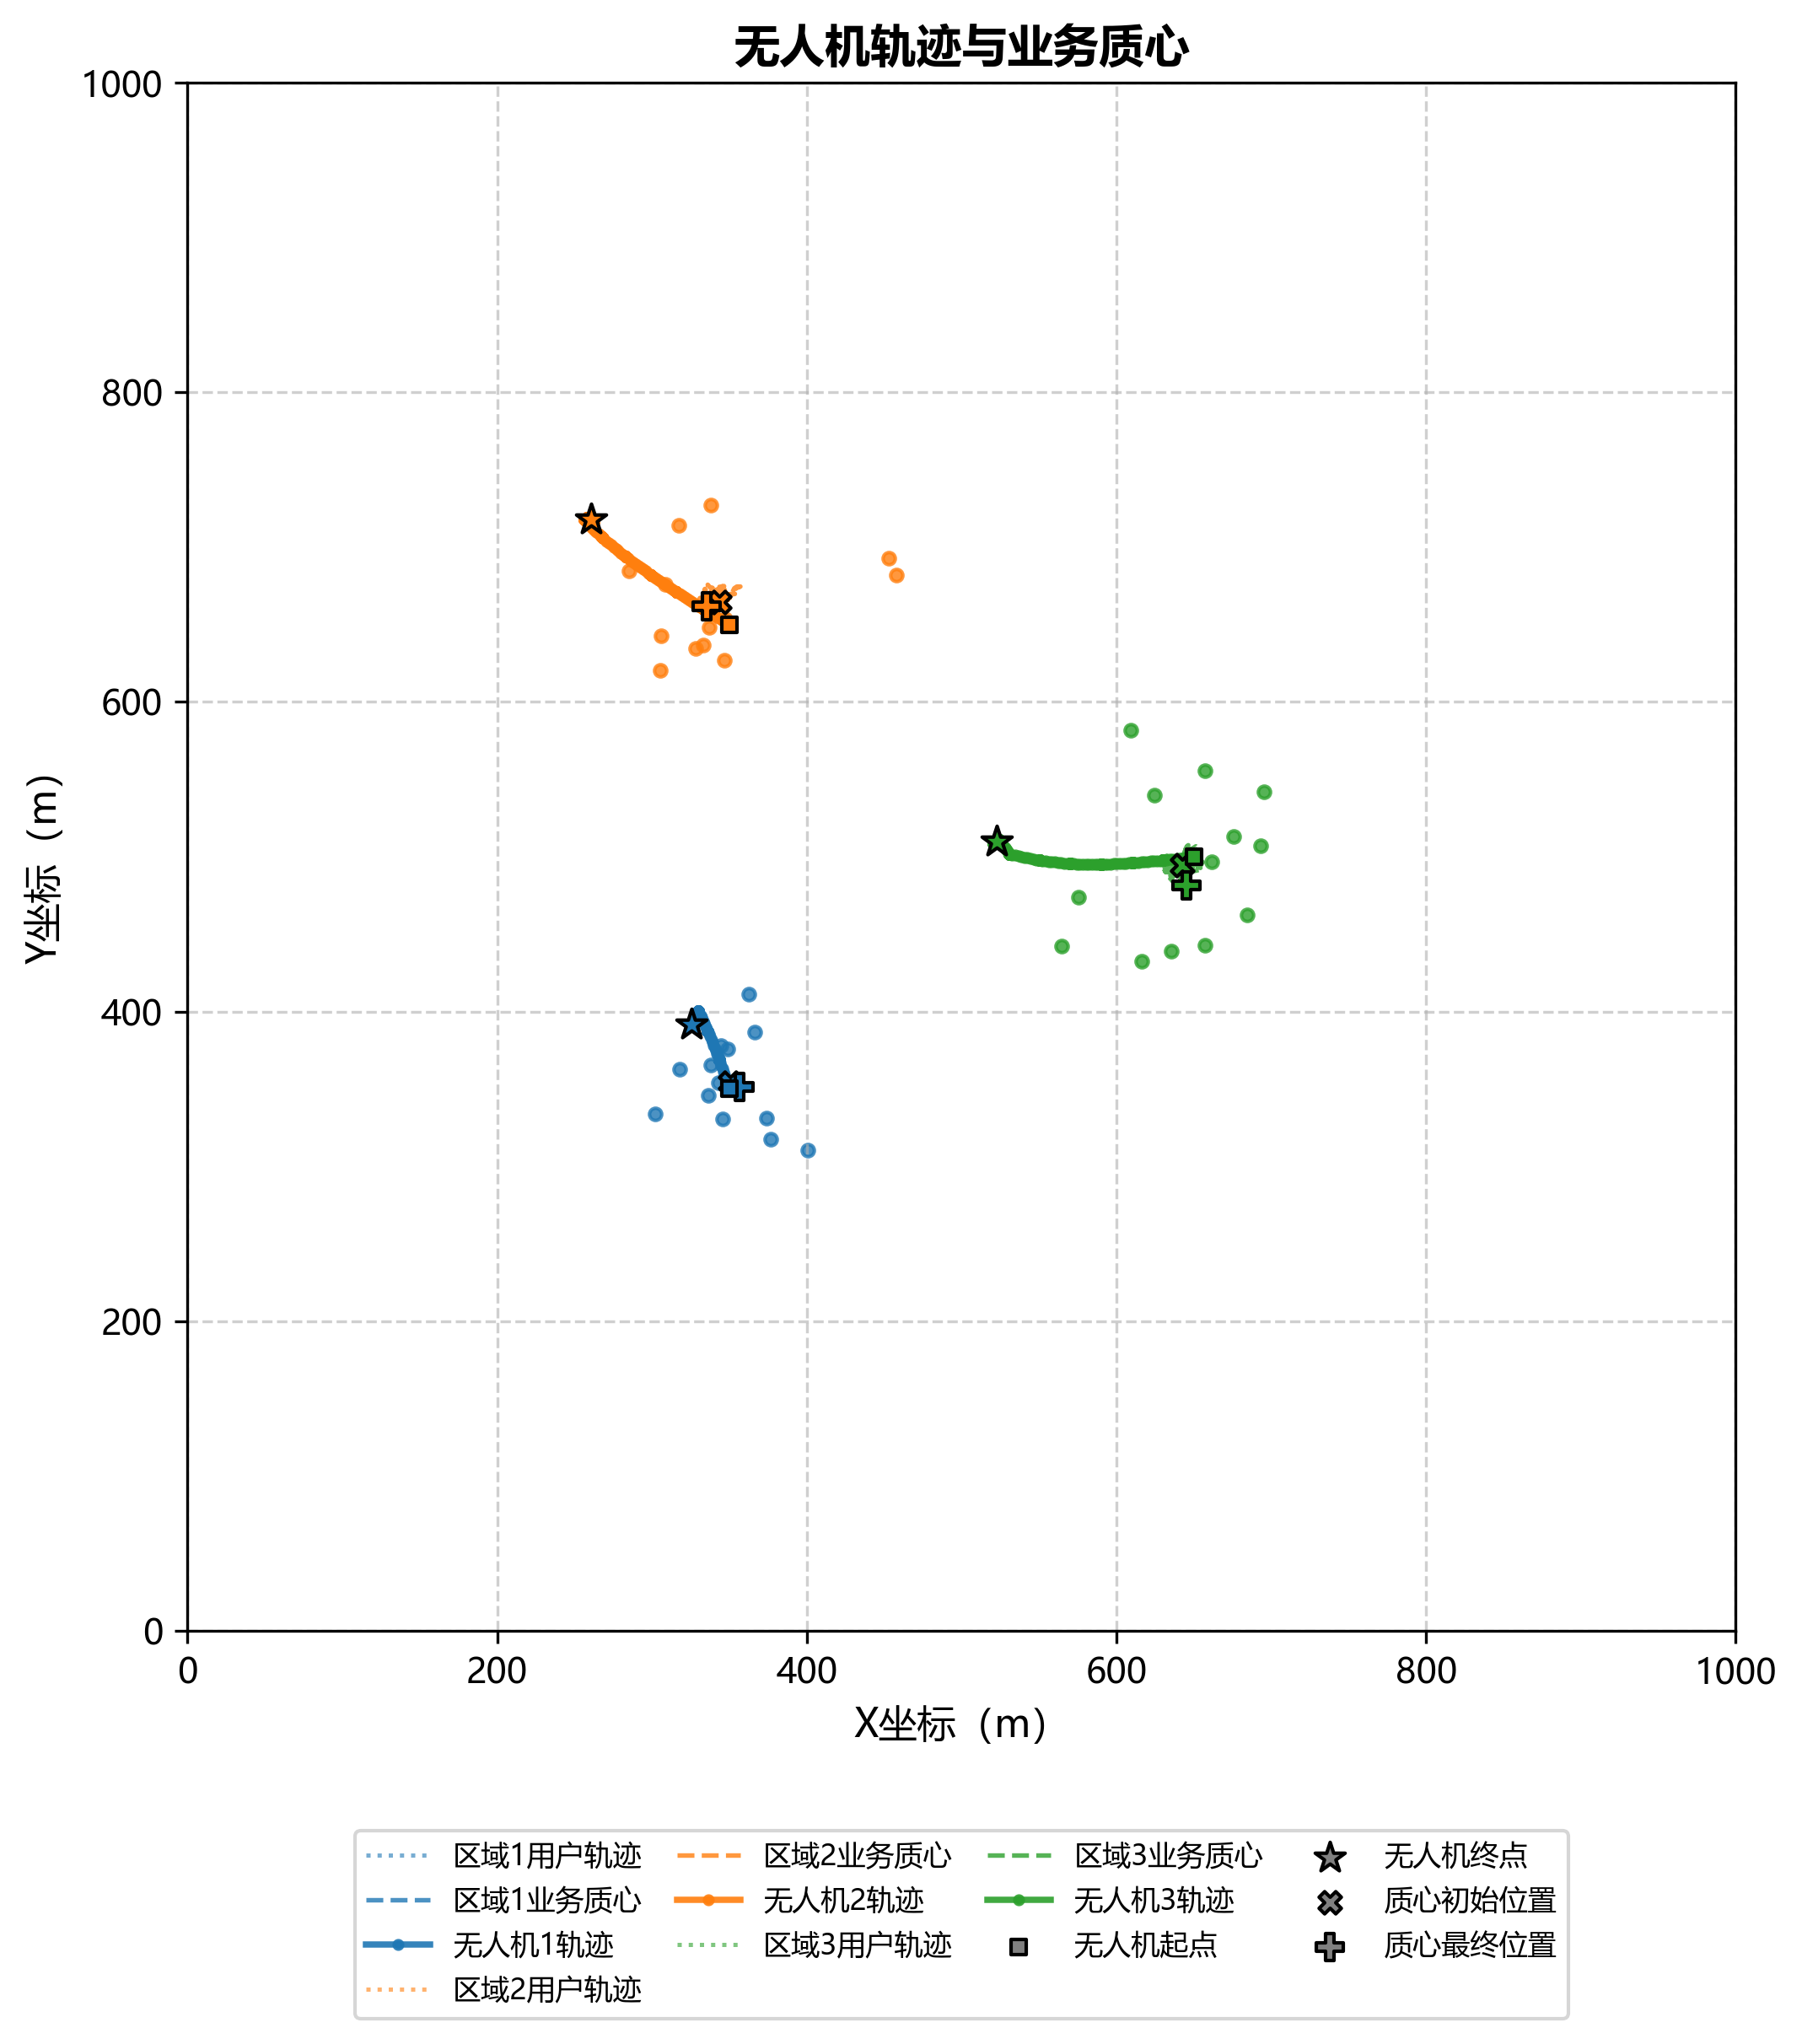 无人机轨迹与业务质心
1000
800
600
400
200
0
Y坐标（m）
0 200 400 600 800 1000
X坐标（m）
区域1用户轨迹 区域2业务质心 区域3业务质心 无人机终点
区域1业务质心 无人机2轨迹 无人机3轨迹 质心初始位置
无人机1轨迹 区域3用户轨迹 无人机起点 质心最终位置
区域2用户轨迹